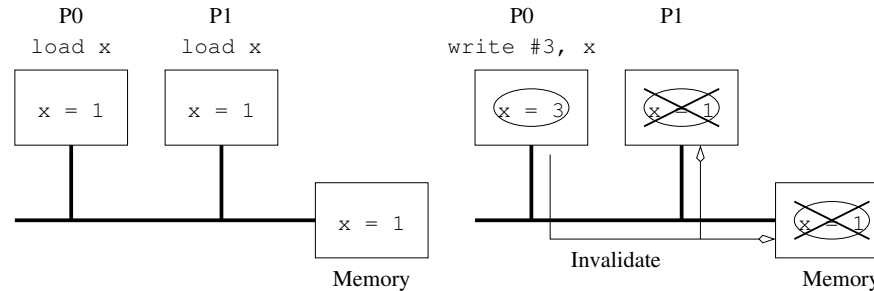 P0 P1
load x load x
x = 1 x = 1
x = 1
Memory
P0 P1
write #3, x
x = 3 x = 1
x = 1
Invalidate
Memory